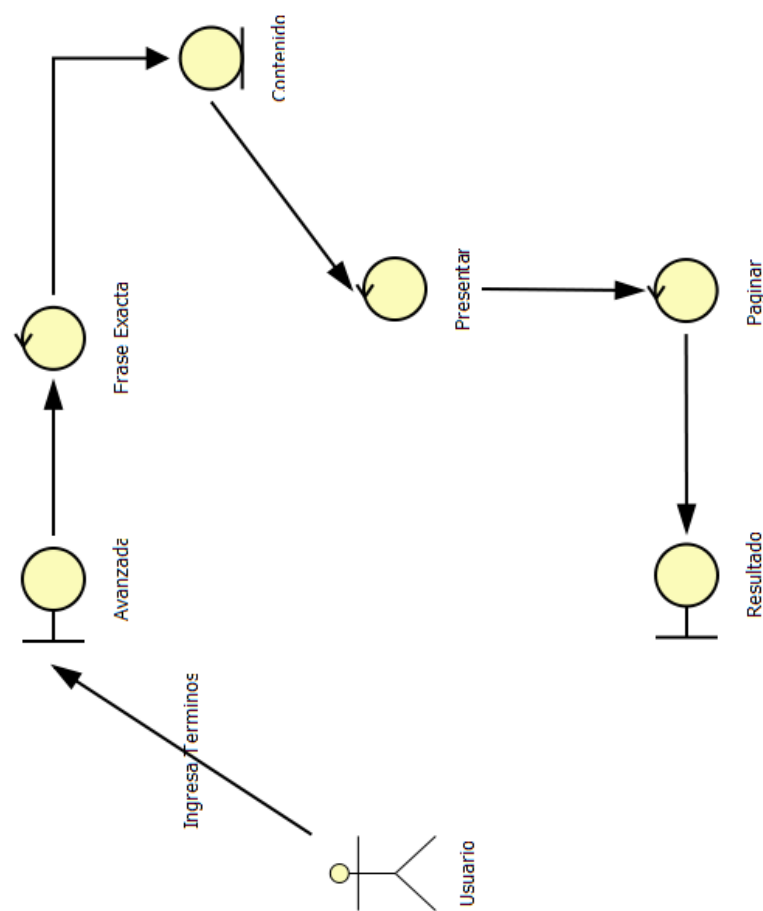 Usuario
Ingresa Terminos
Avanzada
Frase Exacta
Contenido
Presentar
Paginar
Resultado